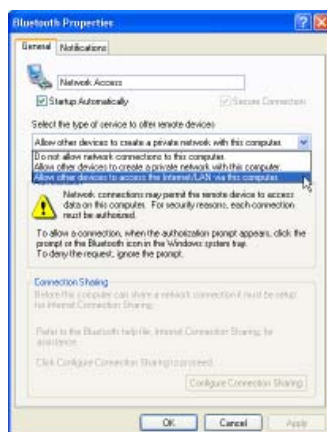 Bluetooth Properties
General Notifications
Network Access
Startup Automatically Secure Connection
Select the type of service to offer remote devices
Allow other devices to create a private network with this computer.
Do not allow network connections to this computer.
Allow other devices to create a private network with this computer.
Allow other devices to access the Internet/LAN via this computer.
Network connections may permit the remote device to access
data on this computer. For security reasons, each connection
must be authorized.
To allow a connection, when the authorization prompt appears, click the
prompt or the Bluetooth icon in the Windows system tray.
To deny the request, ignore the prompt.
Connection Sharing
Before this computer can share a network connection it must be setup
for Internet Connection Sharing.
Refer to the Bluetooth help file, Internet Connection Sharing, for
assistance.
Click Configure Connection Sharing to proceed.
Configure Connection Sharing
OK Cancel Apply